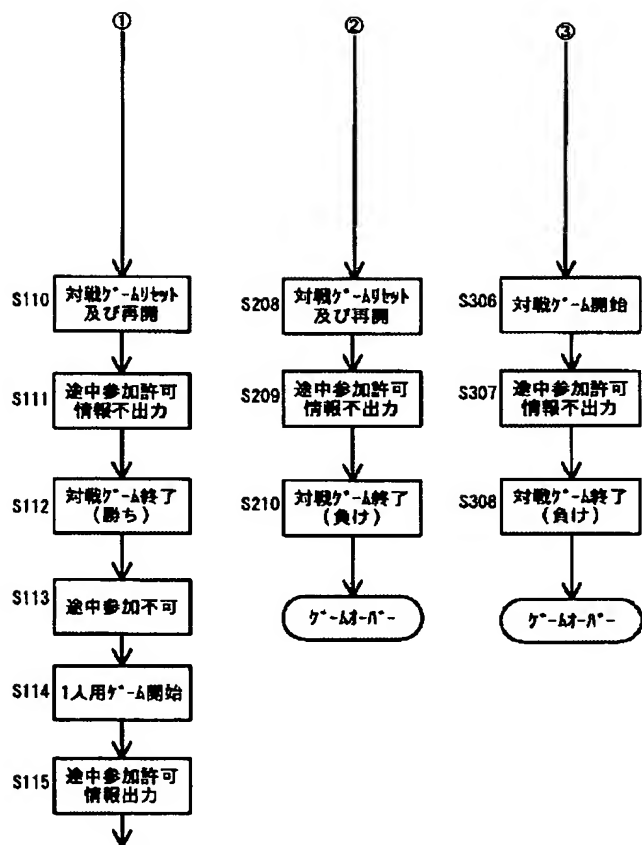 ①
②
③
S110
対戦ゲームリセット
及び再開
S111
途中参加許可
情報不出力
S112
対戦ゲーム終了
(勝ち)
S113
途中参加不可
S114
1人用ゲーム開始
S115
途中参加許可
情報出力
S208
対戦ゲームリセット
及び再開
S209
途中参加許可
情報不出力
S210
対戦ゲーム終了
(負け)
ゲームオーバー
S306
対戦ゲーム開始
S307
途中参加許可
情報不出力
S308
対戦ゲーム終了
(負け)
ゲームオーバー